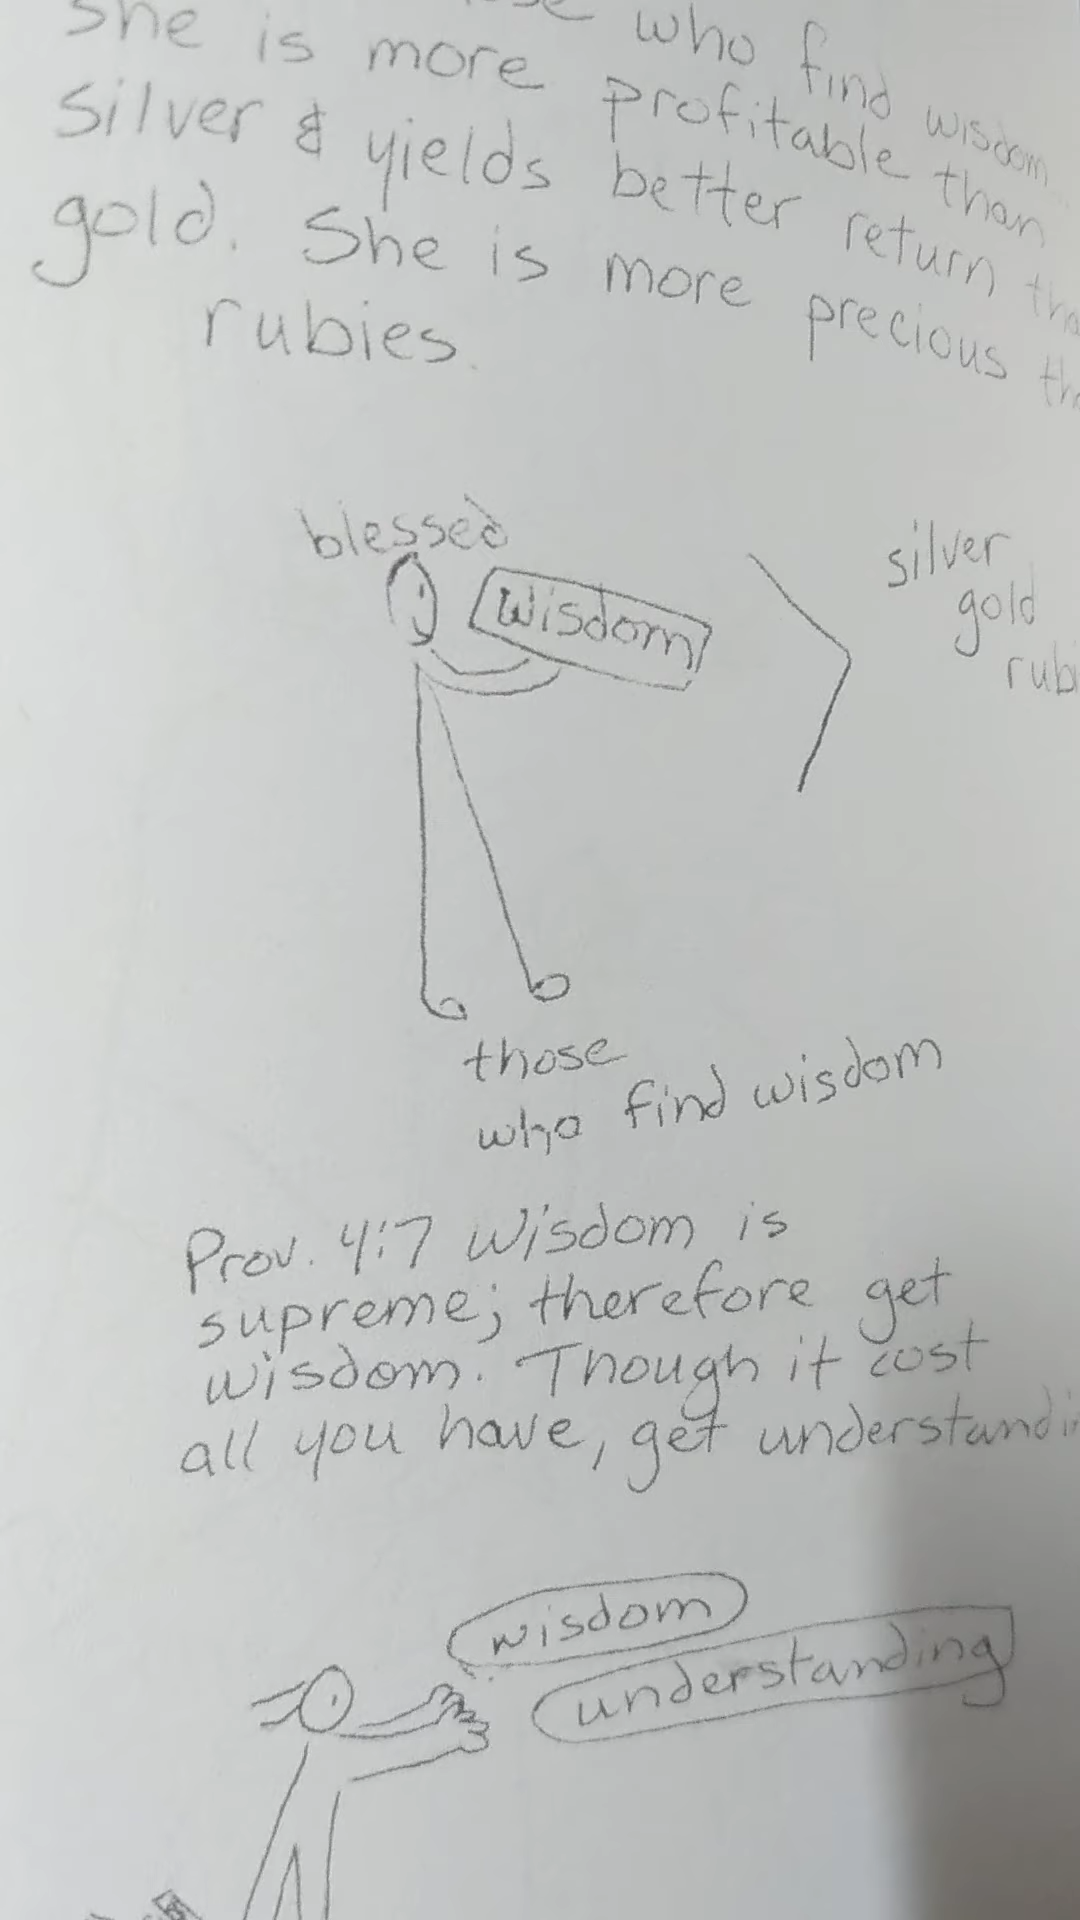 who find wisdom
She is more profitable than
silver & yields better return
gold. She is more precious
rubies.
blessed
wisdom
silver
gold
those
who find wisdom
Prov. 4:7 Wisdom is
supreme; therefore get
wisdom. Though it cost
all you have, get
wisdom
understanding